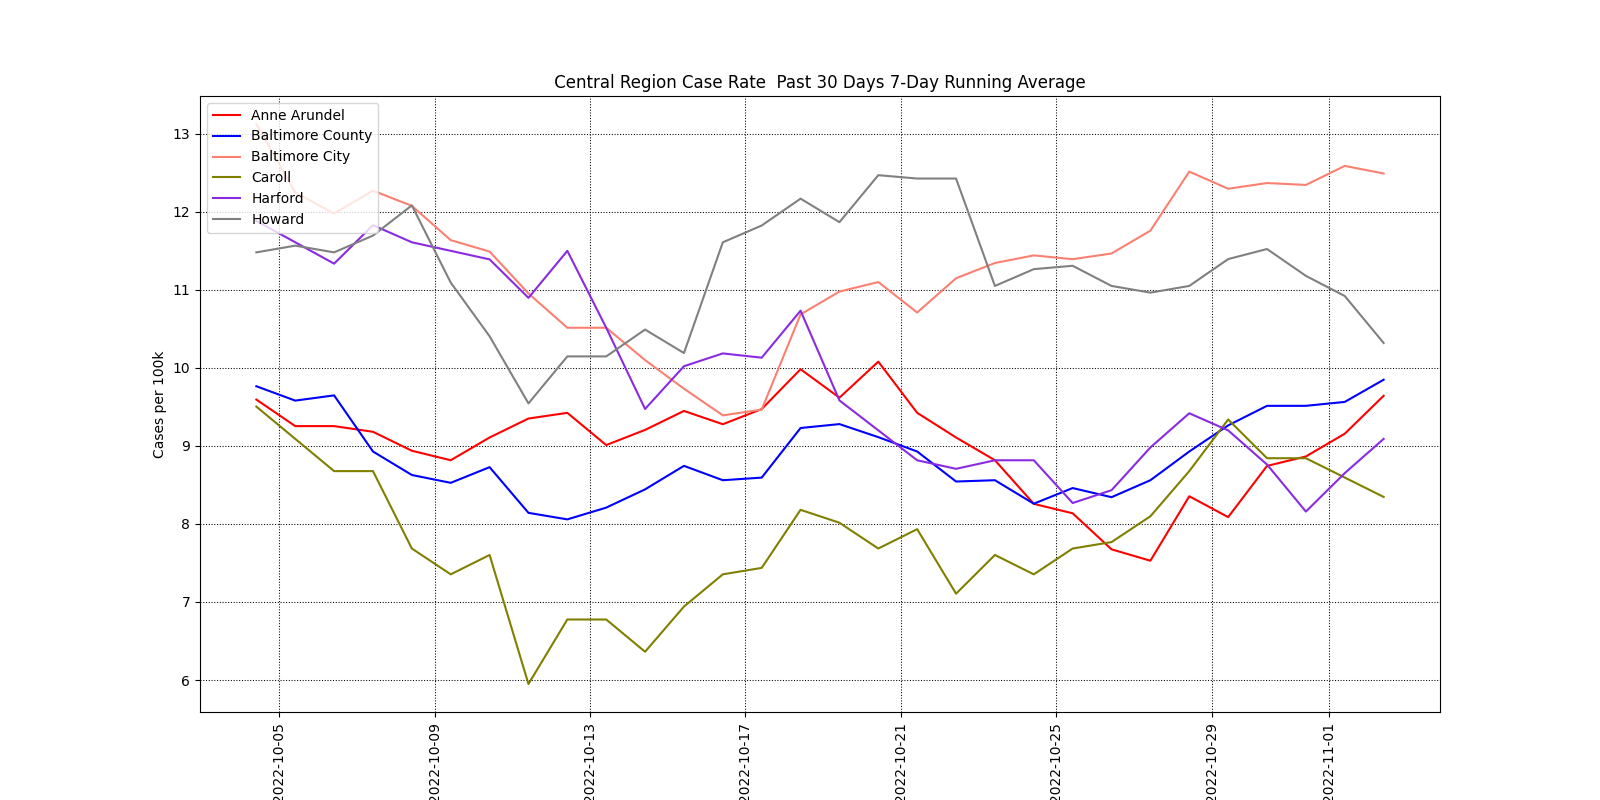 Central Region Case Rate  Past 30 Days 7-Day Running Average
Anne Arundel
Baltimore County
Baltimore City
Caroll
Harford
Howard
Cases per 100k
13
12
11
10
9
8
7
6
2022-10-05
2022-10-09
2022-10-13
2022-10-17
2022-10-21
2022-10-25
2022-10-29
2022-11-01